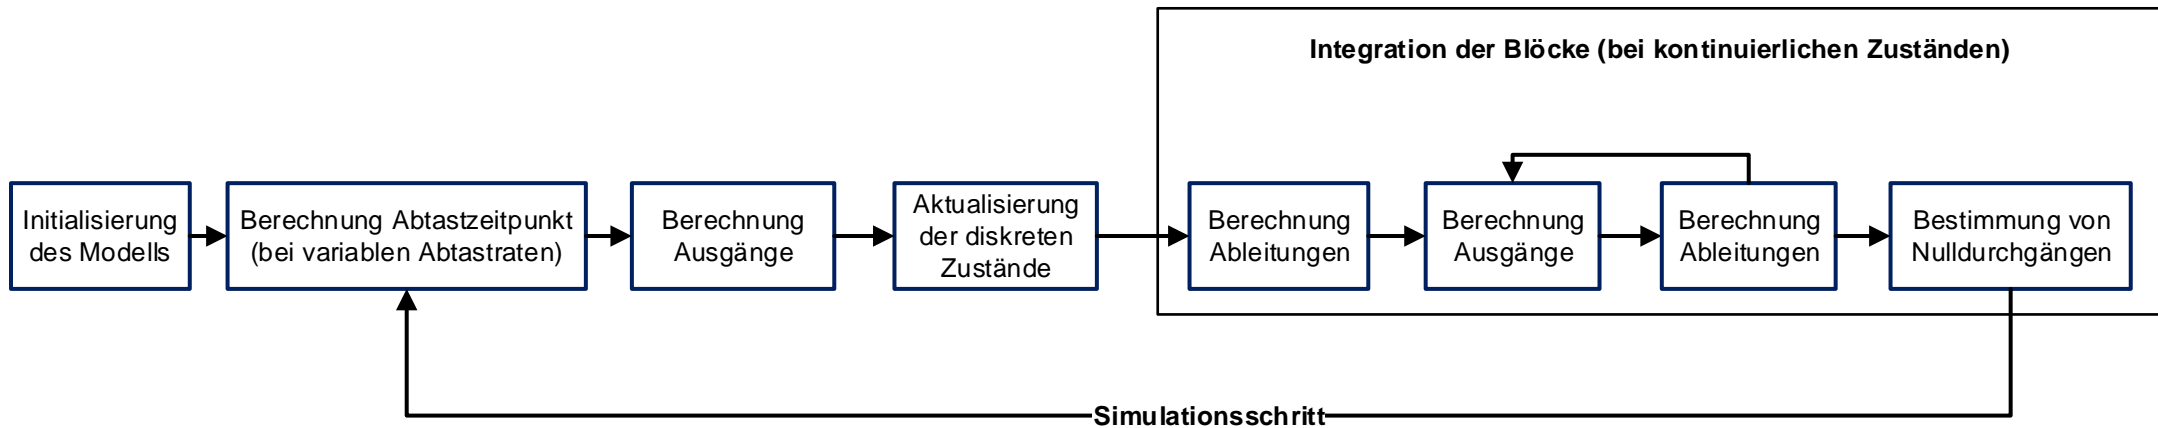 Integration der Blöcke (bei kontinuierlichen Zuständen)
Initialisierung
des Modells
Berechnung Abtastzeitpunkt
(bei variablen Abtastraten)
Berechnung
Ausgänge
Aktualisierung
der diskreten
Zustände
Berechnung
Ableitungen
Berechnung
Ausgänge
Berechnung
Ableitungen
Bestimmung von
Nulldurchgängen
Simulationsschritt